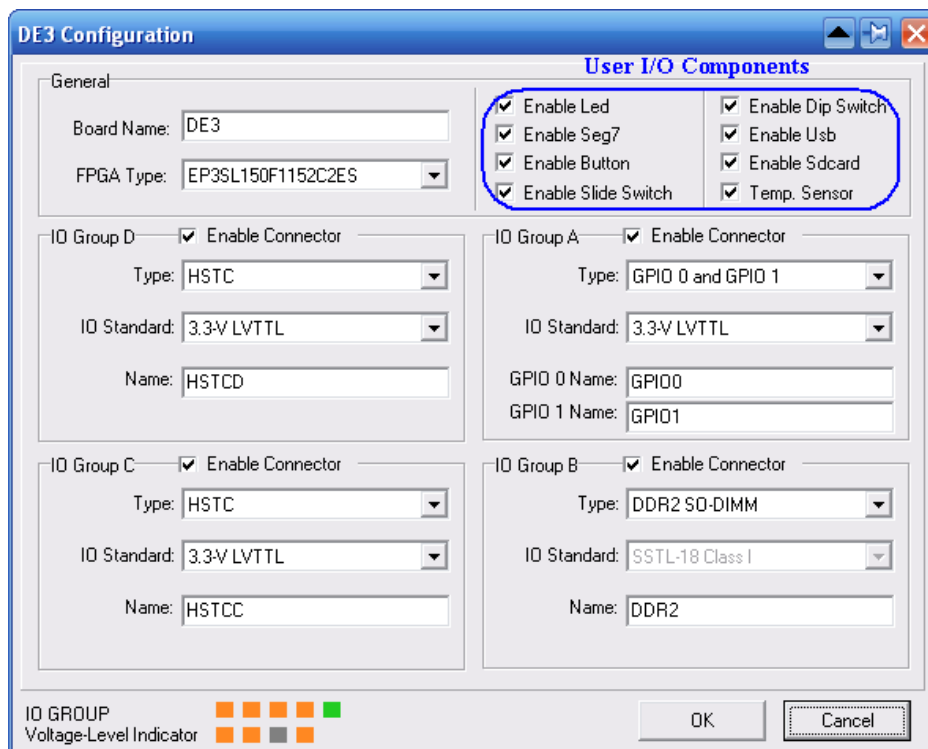 DE3 Configuration
User I/O Components
General
Board Name: DE3
FPGA Type: EP3SL150F1152C2ES
Enable Led
Enable Seg7
Enable Button
Enable Slide Switch
Enable Dip Switch
Enable Usb
Enable Sdcard
Temp. Sensor
IO Group D Enable Connector
Type: HSTC
IO Standard: 3.3-V LVTTL
Name: HSTCD
IO Group A Enable Connector
Type: GPIO 0 and GPIO 1
IO Standard: 3.3-V LVTTL
GPIO 0 Name: GPIO0
GPIO 1 Name: GPIO1
IO Group C Enable Connector
Type: HSTC
IO Standard: 3.3-V LVTTL
Name: HSTCC
IO Group B Enable Connector
Type: DDR2 SO-DIMM
IO Standard: SSTL-18 Class I
Name: DDR2
IO GROUP
Voltage-Level Indicator
OK
Cancel